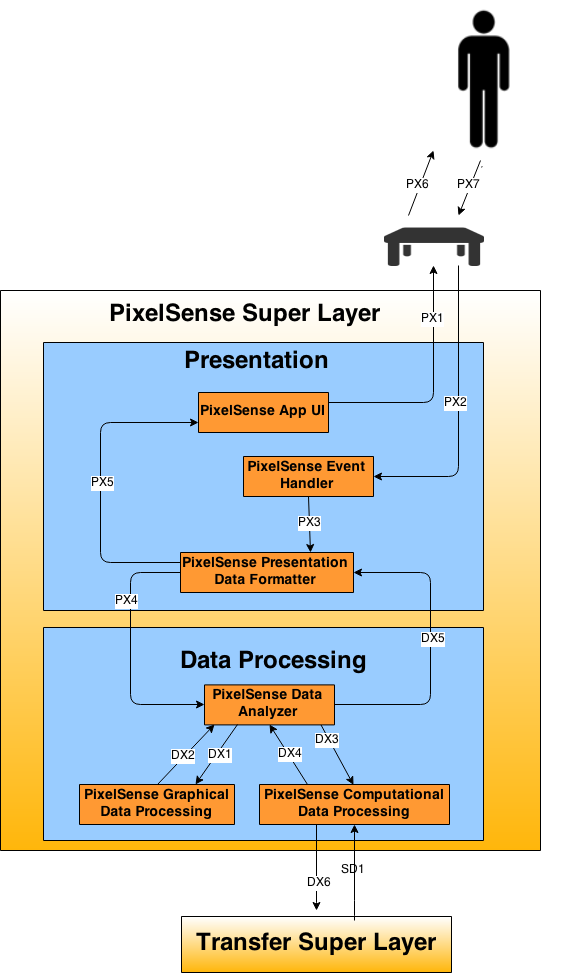 PX6
PX7
PixelSense Super Layer
PX1
Presentation
PixelSense App UI
PX2
PixelSense Event
Handler
PX5
PX3
PixelSense Presentation
Data Formatter
PX4
DX5
Data Processing
PixelSense Data
Analyzer
DX2
DX1
DX4
DX3
PixelSense Graphical
Data Processing
PixelSense Computational
Data Processing
DX6
SD1
Transfer Super Layer